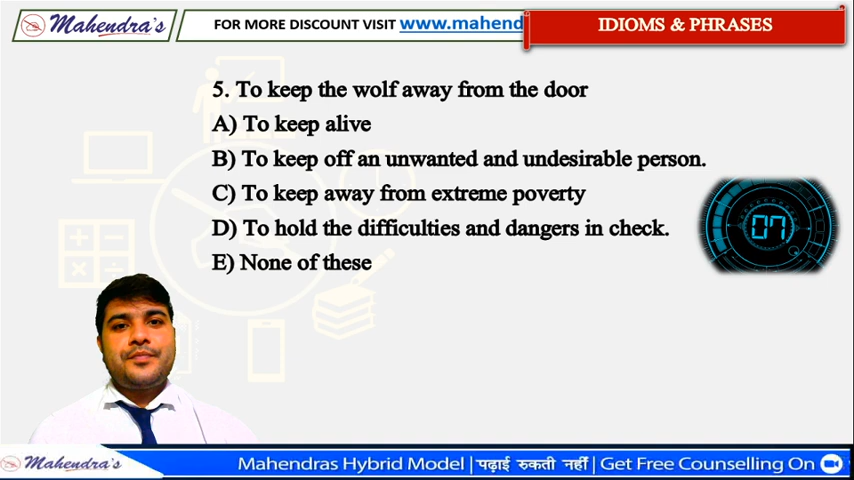 Mahendra's
FOR MORE DISCOUNT VISIT www.mahend
IDIOMS & PHRASES
5. To keep the wolf away from the door
A) To keep alive
B) To keep off an unwanted and undesirable person.
C) To keep away from extreme poverty
D) To hold the difficulties and dangers in check.
E) None of these
07
Mahendra's
Mahendras Hybrid Model | पढ़ाई रुकती नहीं | Get Free Counselling On